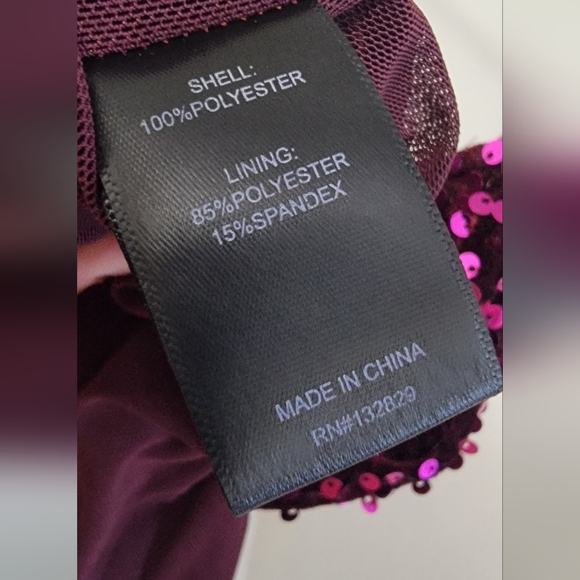 SHELL:
100%POLYESTER
LINING:
85%POLYESTER
15%SPANDEX
MADE IN CHINA
RN#132829